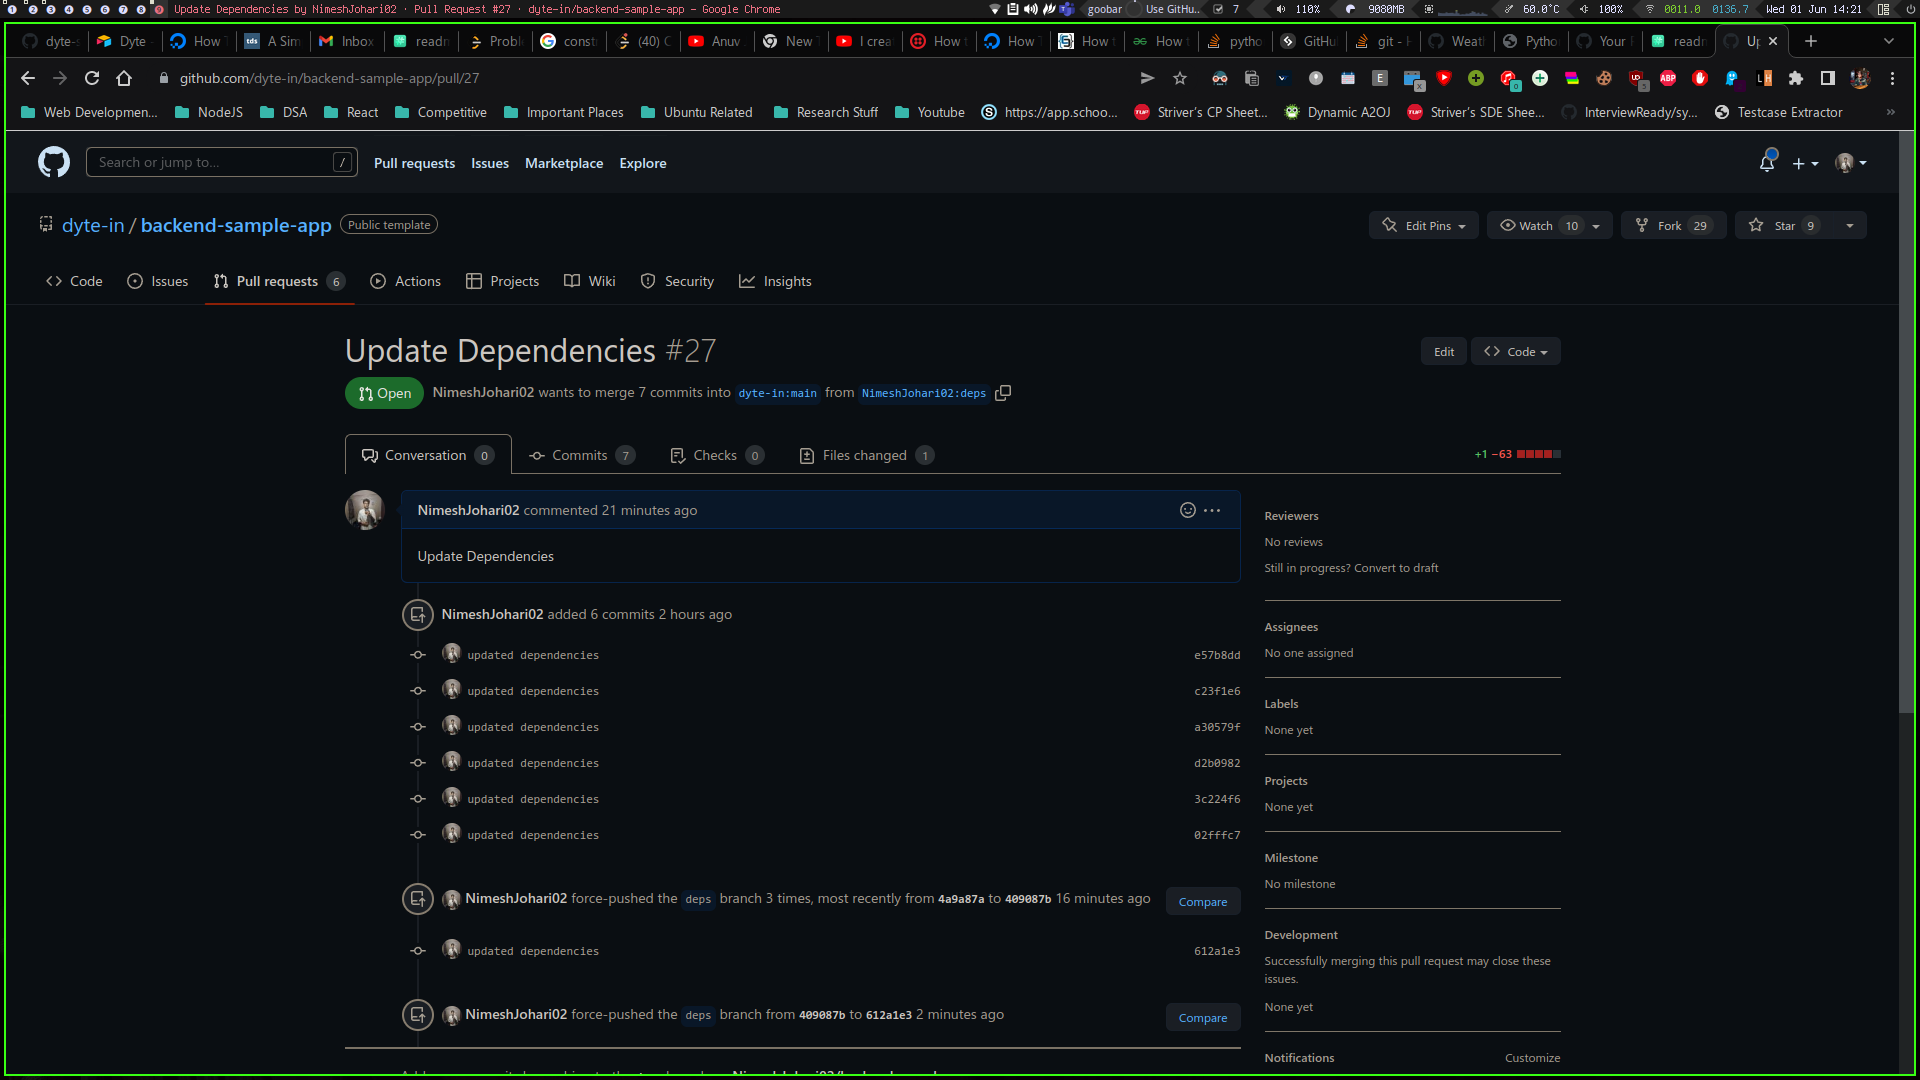 1 2 3 4 5 6 7 8 9 Update Dependencies by NimeshJohari02 · Pull Request #27 · dyte-in/backend-sample-app - Google Chrome goobar Use GitHu.. 7 110% 9080MB 60.0°C 100% 0011.0 0136.7 Wed 01 Jun 14:21
dyte-s Dyte How T A Sim Inbox readm Proble const (40) C Anuv New T I crea How t How T How t How t pytho GitHu git - H Weat Pytho Your P readm Up
github.com/dyte-in/backend-sample-app/pull/27
Web Developmen... NodeJS DSA React Competitive Important Places Ubuntu Related Research Stuff Youtube https://app.schoo... Striver's CP Sheet... Dynamic A2OJ Striver's SDE Shee... InterviewReady/sy... Testcase Extractor »
Search or jump to... / Pull requests Issues Marketplace Explore
dyte-in / backend-sample-app Public template Edit Pins Watch 10 Fork 29 Star 9
Code Issues Pull requests 6 Actions Projects Wiki Security Insights
Update Dependencies #27 Edit Code
Open NimeshJohari02 wants to merge 7 commits into dyte-in:main from NimeshJohari02:deps
Conversation 0 Commits 7 Checks 0 Files changed 1 +1 −63
NimeshJohari02 commented 21 minutes ago
Update Dependencies
NimeshJohari02 added 6 commits 2 hours ago
updated dependencies e57b8dd
updated dependencies c23f1e6
updated dependencies a30579f
updated dependencies d2b0982
updated dependencies 3c224f6
updated dependencies 02fffc7
NimeshJohari02 force-pushed the deps branch 3 times, most recently from 4a9a87a to 409087b 16 minutes ago Compare
updated dependencies 612a1e3
NimeshJohari02 force-pushed the deps branch from 409087b to 612a1e3 2 minutes ago Compare
Reviewers
No reviews
Still in progress? Convert to draft
Assignees
No one assigned
Labels
None yet
Projects
None yet
Milestone
No milestone
Development
Successfully merging this pull request may close these
issues.
None yet
Notifications Customize